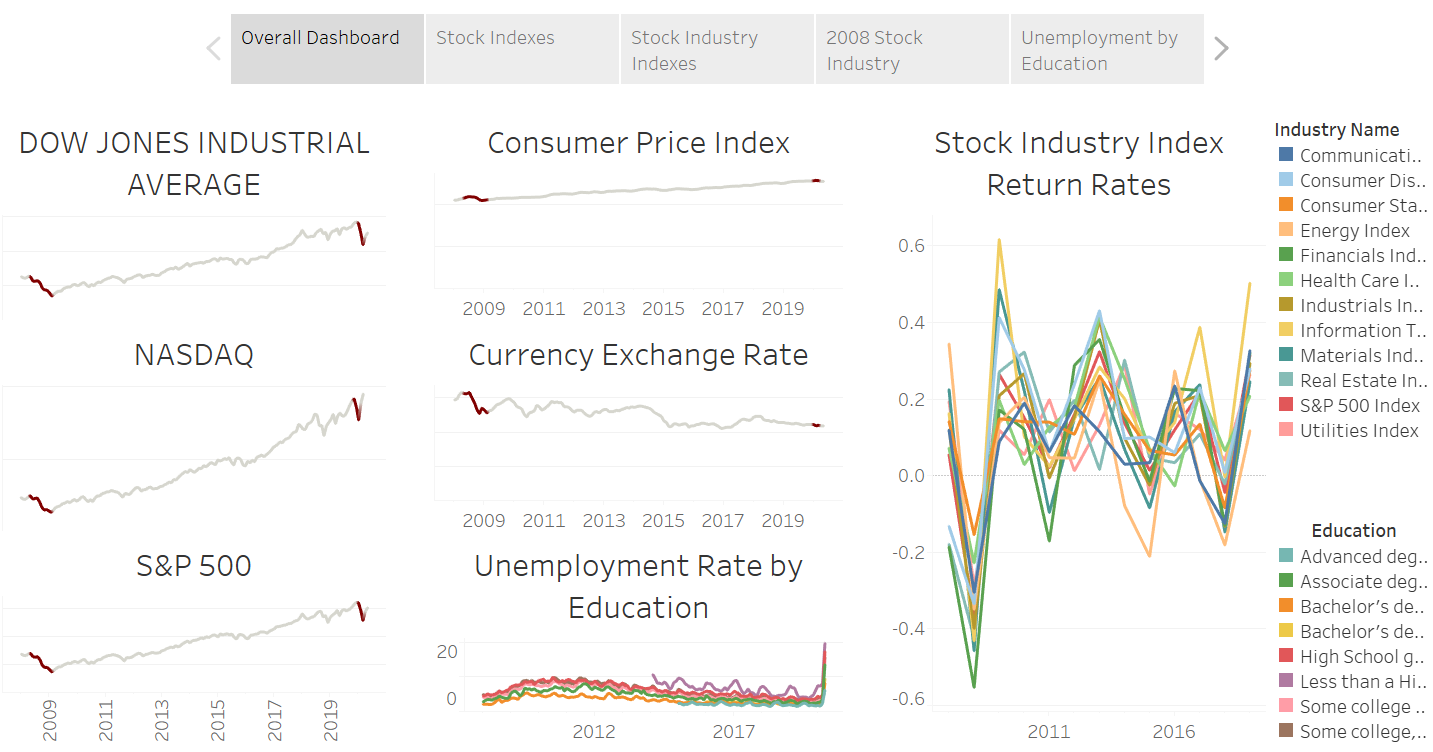 Overall Dashboard
Stock Indexes
Stock Industry
Indexes
2008 Stock
Industry
Unemployment by
Education
DOW JONES INDUSTRIAL
AVERAGE
NASDAQ
S&P 500
2009
2011
2013
2015
2017
2019
Consumer Price Index
2009
2011
2013
2015
2017
2019
Currency Exchange Rate
2009
2011
2013
2015
2017
2019
Unemployment Rate by
Education
20
0
2012
2017
Stock Industry Index
Return Rates
0.6
0.4
0.2
0.0
-0.2
-0.4
-0.6
2011
2016
Industry Name
Communicati..
Consumer Dis..
Consumer Sta..
Energy Index
Financials Ind..
Health Care I..
Industrials In..
Information T..
Materials Ind..
Real Estate In..
S&P 500 Index
Utilities Index
Education
Advanced deg..
Associate deg..
Bachelor's de..
Bachelor’s de..
High School g..
Less than a Hi..
Some college ..
Some college,..